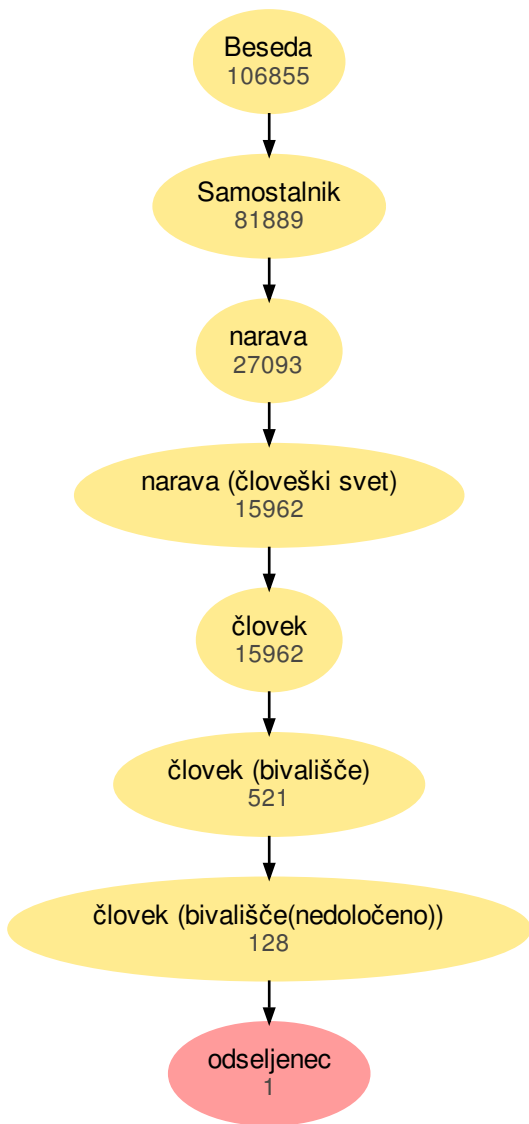 Beseda
106855
Samostalnik
81889
narava
27093
narava (človeški svet)
15962
človek
15962
človek (bivališče)
521
človek (bivališče(nedoločeno))
128
odseljenec
1